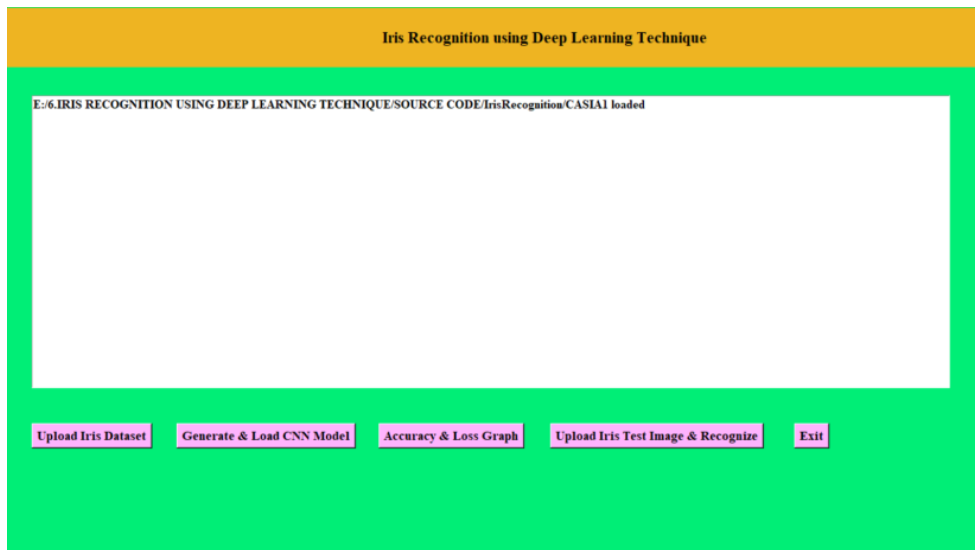 Iris Recognition using Deep Learning Technique
E:/6.IRIS RECOGNITION USING DEEP LEARNING TECHNIQUE/SOURCE CODE/IrisRecognition/CASIA1 loaded
Upload Iris Dataset
Generate & Load CNN Model
Accuracy & Loss Graph
Upload Iris Test Image & Recognize
Exit